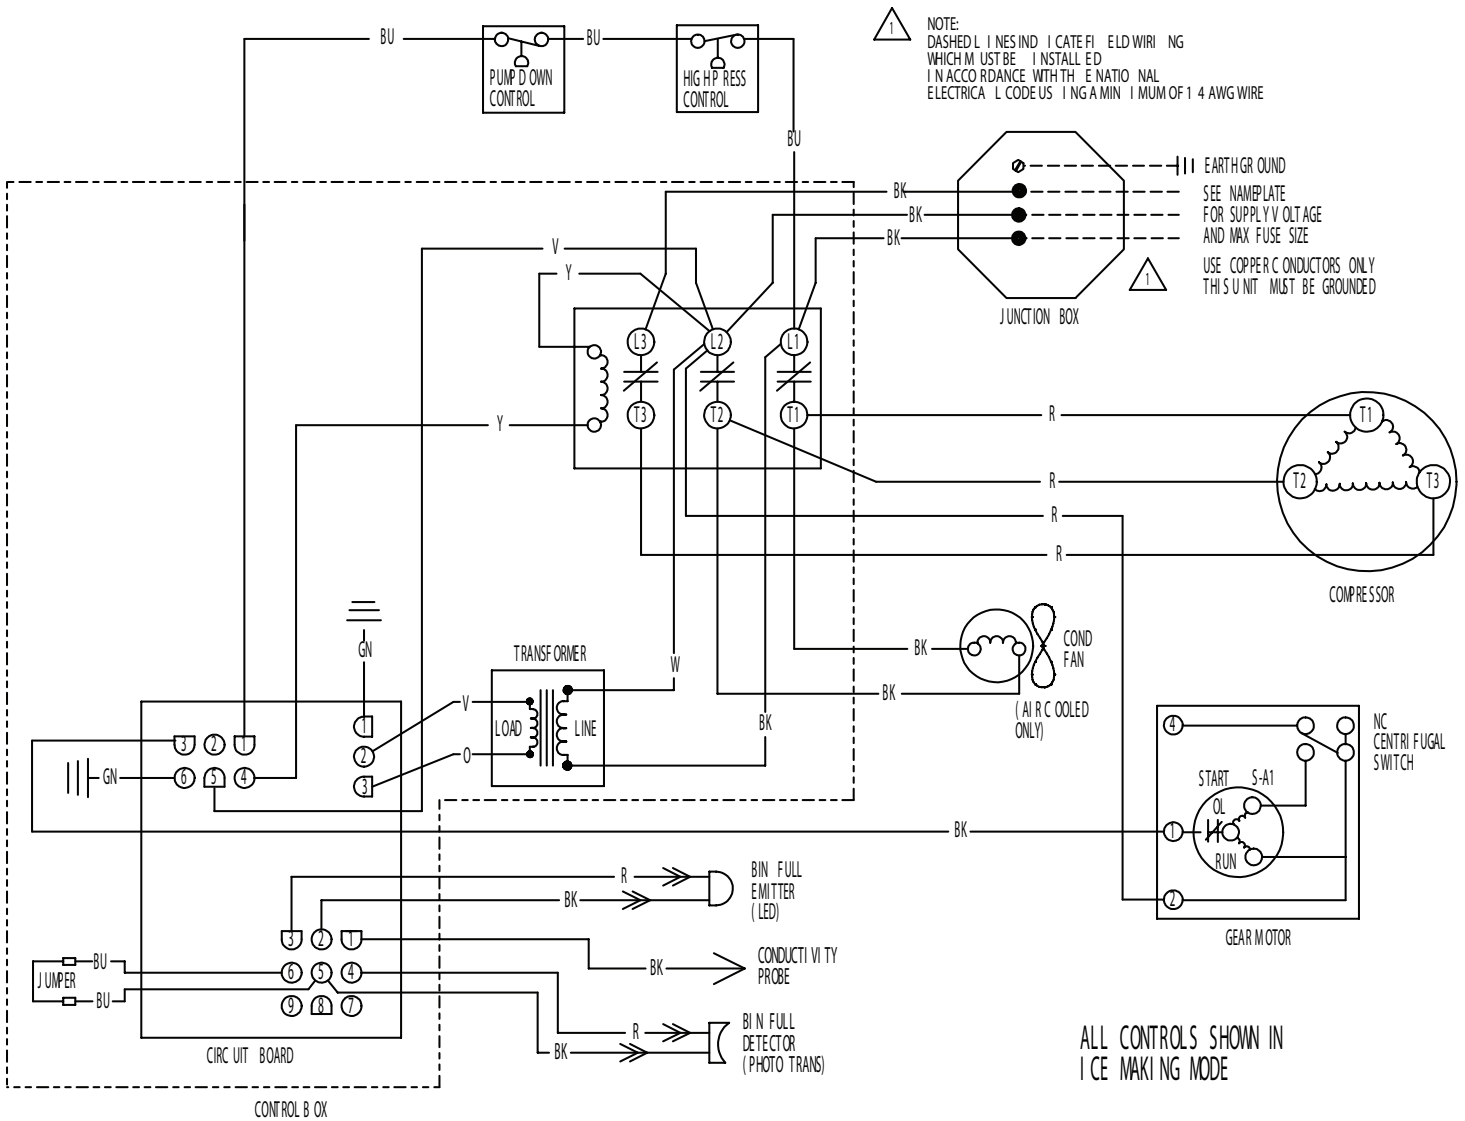 BU
BU
PUMP DOWN
CONTROL
HIGH PRESS
CONTROL
BU
1
NOTE:
DASHED LINES INDICATE FIELD WIRING
WHICH MUST BE INSTALLED
IN ACCORDANCE WITH THE NATIONAL
ELECTRICAL CODE USING A MINIMUM OF 14 AWG WIRE
EARTH GROUND
SEE NAMEPLATE
FOR SUPPLY VOLTAGE
AND MAX FUSE SIZE
1
USE COPPER CONDUCTORS ONLY
THIS UNIT MUST BE GROUNDED
JUNCTION BOX
BK
BK
BK
V
Y
L3
L2
L1
T3
T2
T1
Y
R
R
R
R
T1
T2
T3
COMPRESSOR
GN
TRANSFORMER
W
BK
BK
COND
FAN
(AIR COOLED
ONLY)
V
LOAD
LINE
O
BK
1
2
3
3
2
1
6
5
4
GN
4
NC
CENTRIFUGAL
SWITCH
START
S-A1
OL
RUN
1
2
GEAR MOTOR
BK
R
BK
BIN FULL
EMITTER
(LED)
3
2
1
6
5
4
9
8
7
BU
JUMPER
BU
BK
CONDUCTIVITY
PROBE
R
BK
BIN FULL
DETECTOR
(PHOTO TRANS)
CIRCUIT BOARD
CONTROL BOX
ALL CONTROLS SHOWN IN
ICE MAKING MODE